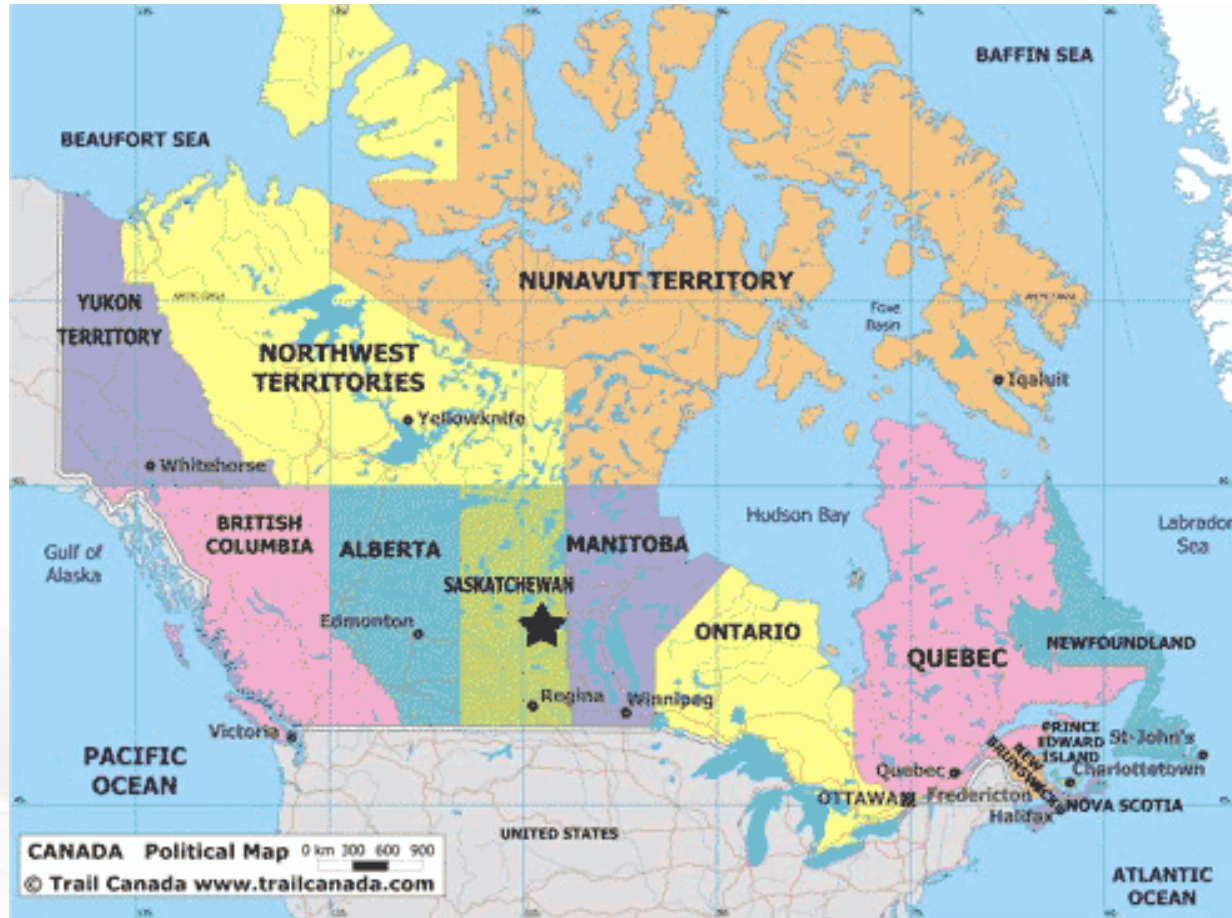 BAFFIN SEA
BEAUFORT SEA
NUNAVUT TERRITORY
YUKON
TERRITORY
Foxe
Basin
NORTHWEST
TERRITORIES
Iqaluit
Yellowknife
Whitehorse
BRITISH
COLUMBIA
ALBERTA
MANITOBA
Hudson Bay
Labrador
Sea
Gulf of
Alaska
SASKATCHEWAN
Edmonton
ONTARIO
QUEBEC
NEWFOUNDLAND
Regina
Winnipeg
Victoria
PRINCE
EDWARD
ISLAND
St-John's
NEW
BRUNSWICK
PACIFIC
OCEAN
Quebec
Charlottetown
OTTAWA
Fredericton
NOVA SCOTIA
Halifax
UNITED STATES
CANADA Political Map 0 km 300 600 900
© Trail Canada www.trailcanada.com
ATLANTIC
OCEAN